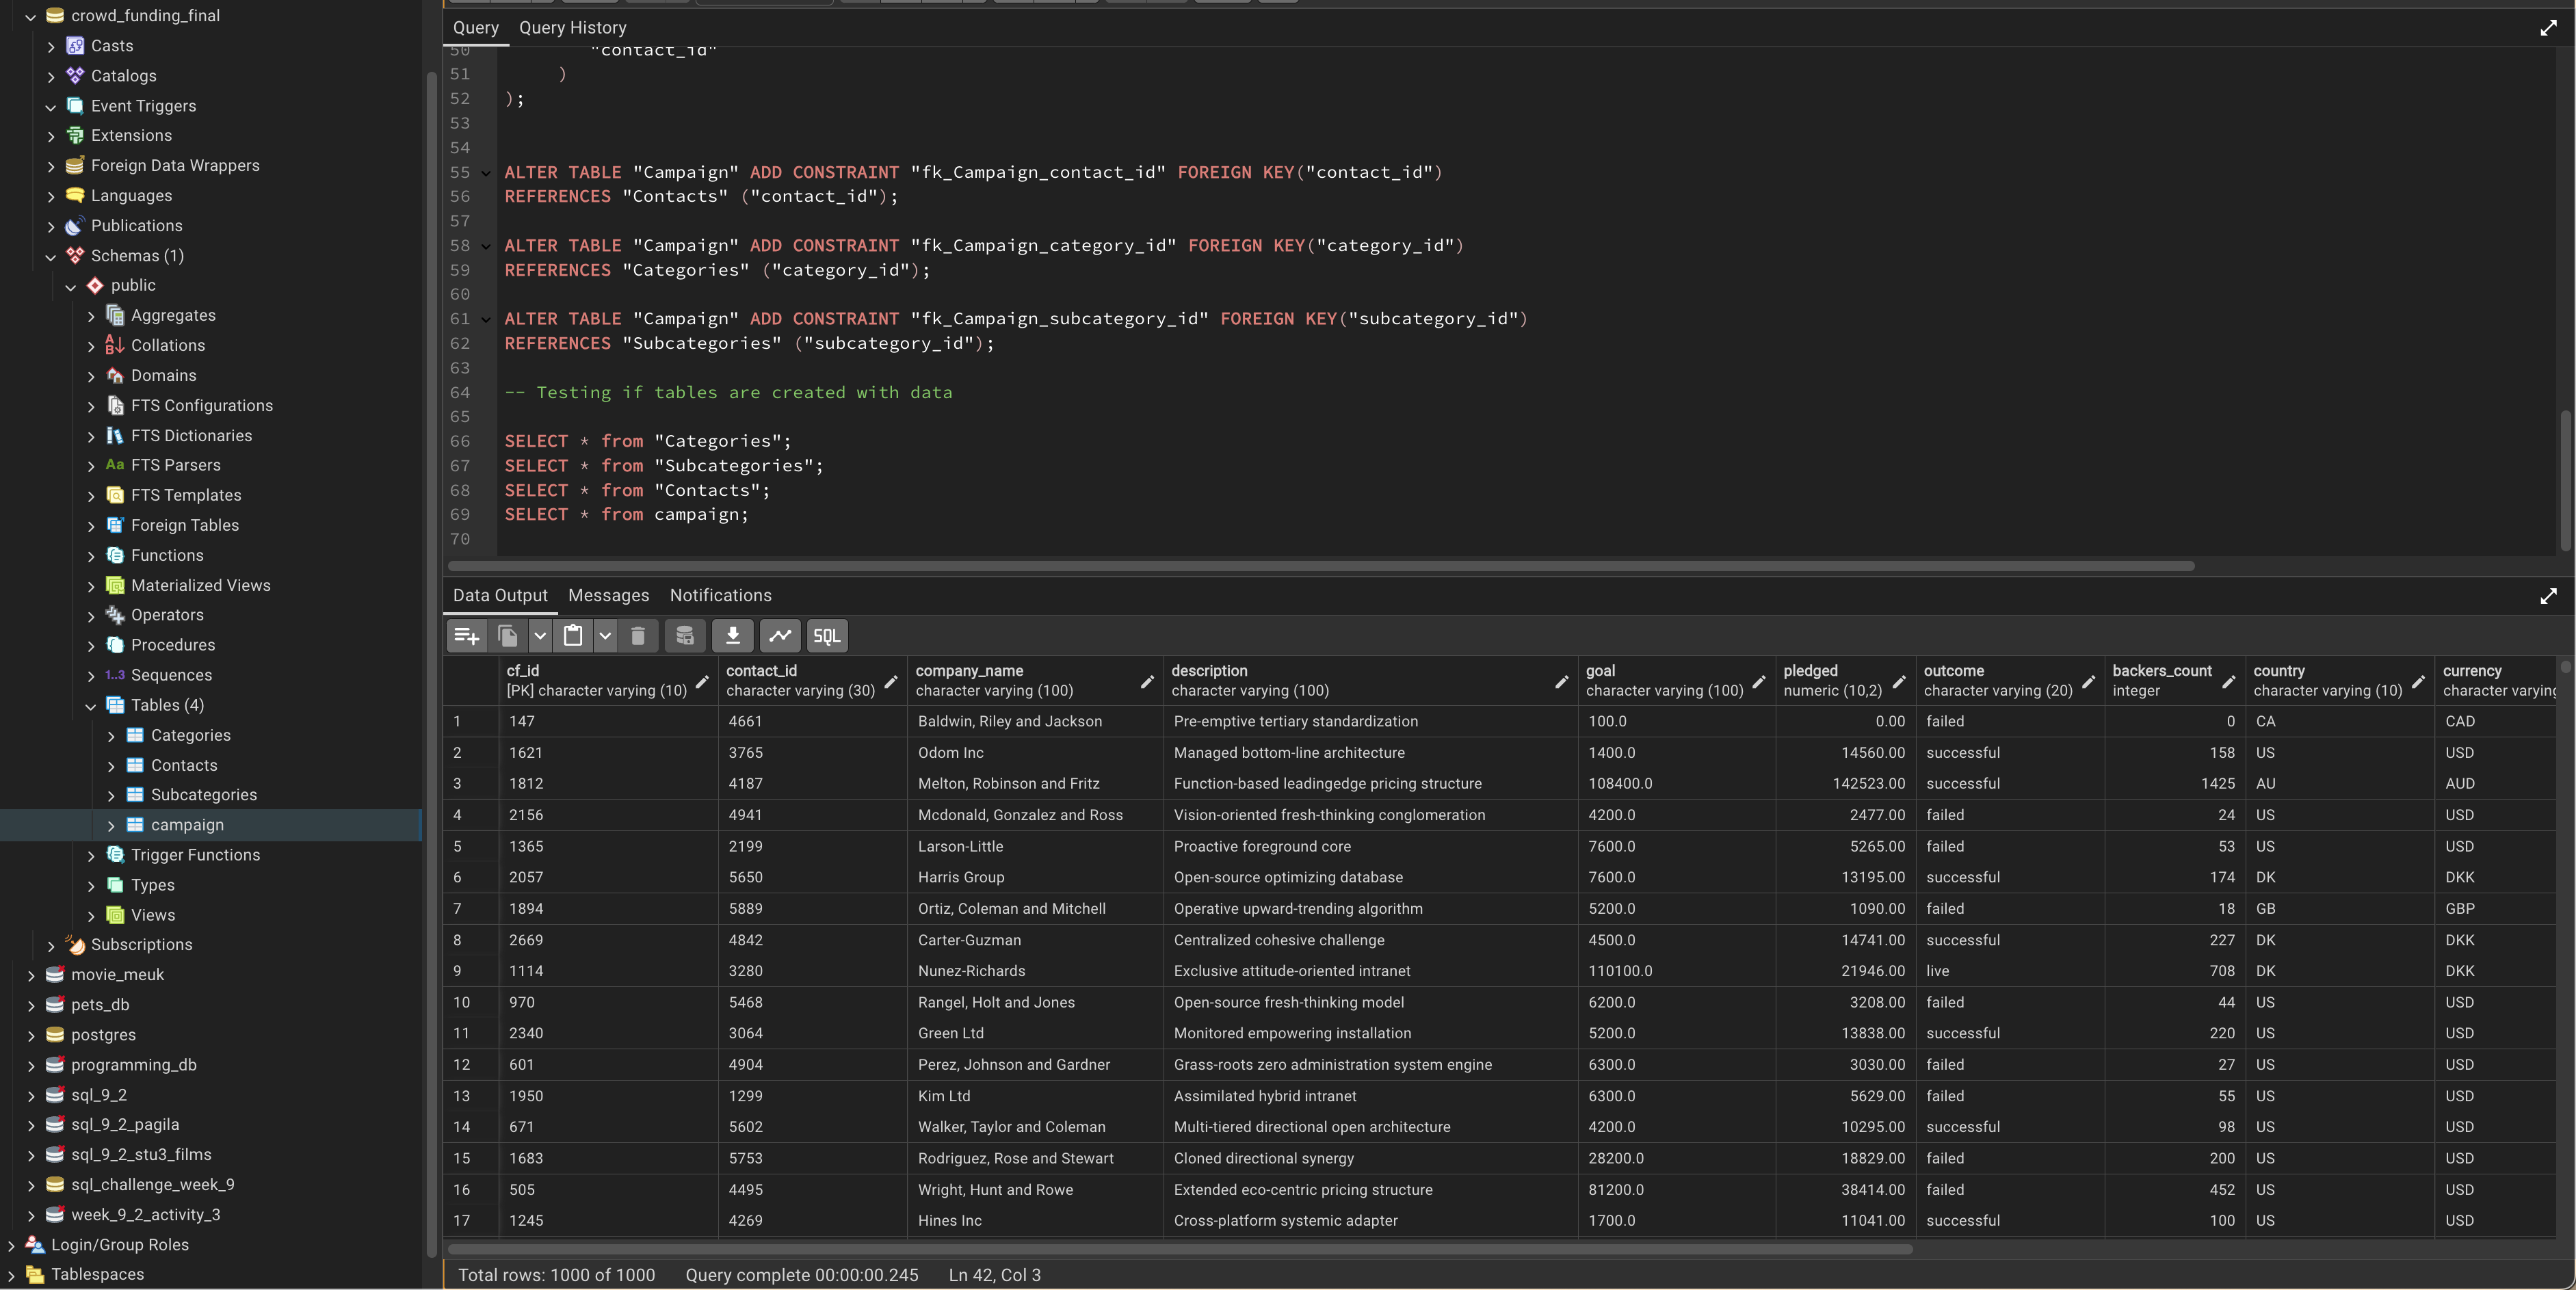 crowd_funding_final
Casts
Catalogs
Event Triggers
Extensions
Foreign Data Wrappers
Languages
Publications
Schemas (1)
public
Aggregates
Collations
Domains
FTS Configurations
FTS Dictionaries
Aa FTS Parsers
FTS Templates
Foreign Tables
Functions
Materialized Views
Operators
Procedures
1..3 Sequences
Tables (4)
Categories
Contacts
Subcategories
campaign
Trigger Functions
Types
Views
Subscriptions
movie_meuk
pets_db
postgres
programming_db
sql_9_2
sql_9_2_pagila
sql_9_2_stu3_films
sql_challenge_week_9
week_9_2_activity_3
Login/Group Roles
Tablespaces
Query Query History
50 "contact_id"
51 )
52 );
53
54
55 ALTER TABLE "Campaign" ADD CONSTRAINT "fk_Campaign_contact_id" FOREIGN KEY("contact_id")
56 REFERENCES "Contacts" ("contact_id");
57
58 ALTER TABLE "Campaign" ADD CONSTRAINT "fk_Campaign_category_id" FOREIGN KEY("category_id")
59 REFERENCES "Categories" ("category_id");
60
61 ALTER TABLE "Campaign" ADD CONSTRAINT "fk_Campaign_subcategory_id" FOREIGN KEY("subcategory_id")
62 REFERENCES "Subcategories" ("subcategory_id");
63
64 -- Testing if tables are created with data
65
66 SELECT * from "Categories";
67 SELECT * from "Subcategories";
68 SELECT * from "Contacts";
69 SELECT * from campaign;
70
Data Output Messages Notifications
SQL
cf_id contact_id company_name description goal pledged outcome backers_count country currency
[PK] character varying (10) character varying (30) character varying (100) character varying (100) character varying (100) numeric (10,2) character varying (20) integer character varying (10) character varying
1 147 4661 Baldwin, Riley and Jackson Pre-emptive tertiary standardization 100.0 0.00 failed 0 CA CAD
2 1621 3765 Odom Inc Managed bottom-line architecture 1400.0 14560.00 successful 158 US USD
3 1812 4187 Melton, Robinson and Fritz Function-based leadingedge pricing structure 108400.0 142523.00 successful 1425 AU AUD
4 2156 4941 Mcdonald, Gonzalez and Ross Vision-oriented fresh-thinking conglomeration 4200.0 2477.00 failed 24 US USD
5 1365 2199 Larson-Little Proactive foreground core 7600.0 5265.00 failed 53 US USD
6 2057 5650 Harris Group Open-source optimizing database 7600.0 13195.00 successful 174 DK DKK
7 1894 5889 Ortiz, Coleman and Mitchell Operative upward-trending algorithm 5200.0 1090.00 failed 18 GB GBP
8 2669 4842 Carter-Guzman Centralized cohesive challenge 4500.0 14741.00 successful 227 DK DKK
9 1114 3280 Nunez-Richards Exclusive attitude-oriented intranet 110100.0 21946.00 live 708 DK DKK
10 970 5468 Rangel, Holt and Jones Open-source fresh-thinking model 6200.0 3208.00 failed 44 US USD
11 2340 3064 Green Ltd Monitored empowering installation 5200.0 13838.00 successful 220 US USD
12 601 4904 Perez, Johnson and Gardner Grass-roots zero administration system engine 6300.0 3030.00 failed 27 US USD
13 1950 1299 Kim Ltd Assimilated hybrid intranet 6300.0 5629.00 failed 55 US USD
14 671 5602 Walker, Taylor and Coleman Multi-tiered directional open architecture 4200.0 10295.00 successful 98 US USD
15 1683 5753 Rodriguez, Rose and Stewart Cloned directional synergy 28200.0 18829.00 failed 200 US USD
16 505 4495 Wright, Hunt and Rowe Extended eco-centric pricing structure 81200.0 38414.00 failed 452 US USD
17 1245 4269 Hines Inc Cross-platform systemic adapter 1700.0 11041.00 successful 100 US USD
Total rows: 1000 of 1000 Query complete 00:00:00.245 Ln 42, Col 3